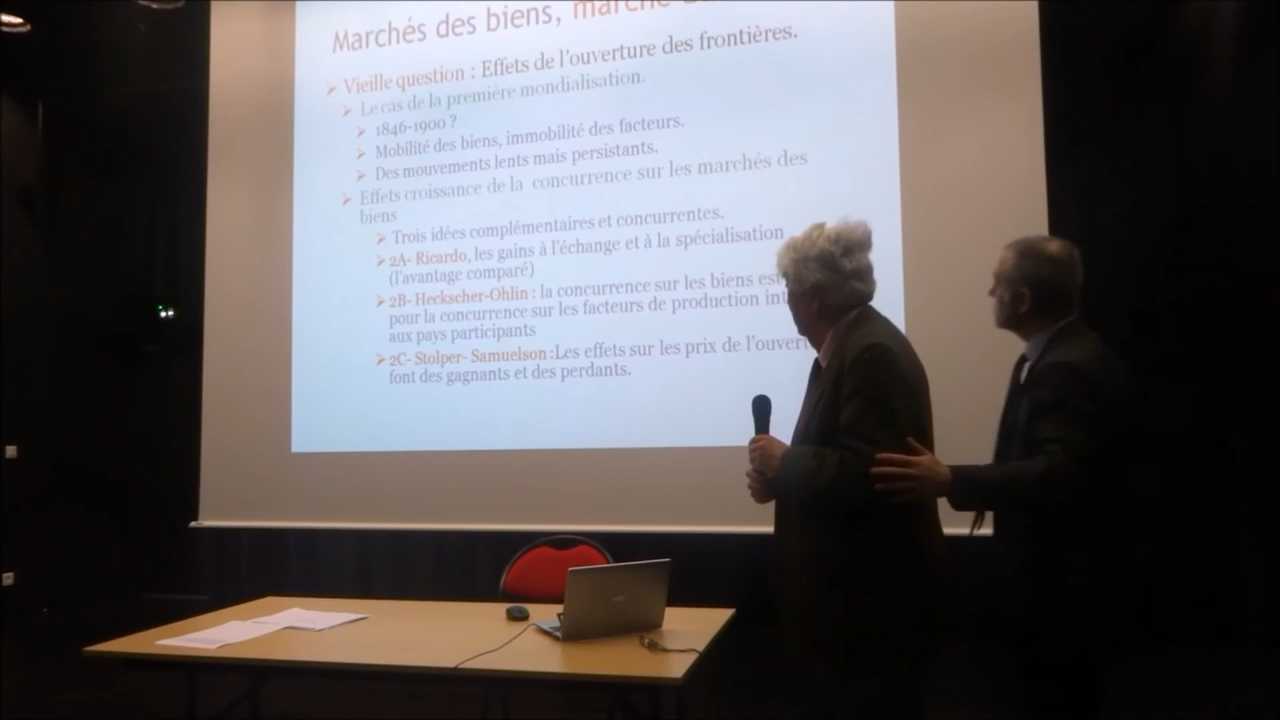 Marchés des biens, marché
Vieille question : Effets de l'ouverture des frontières.
Le cas de la première mondialisation.
1846-1900 ?
Mobilité des biens, immobilité des facteurs.
Des mouvements lents mais persistants.
Effets croissance de la concurrence sur les marchés des
biens
Trois idées complémentaires et concurrentes.
2A- Ricardo, les gains à l'échange et à la spécialisation
(l'avantage comparé)
2B- Heckscher-Ohlin : la concurrence sur les biens est
pour la concurrence sur les facteurs de production int
aux pays participants
2C- Stolper- Samuelson :Les effets sur les prix de l'ouvert
font des gagnants et des perdants.